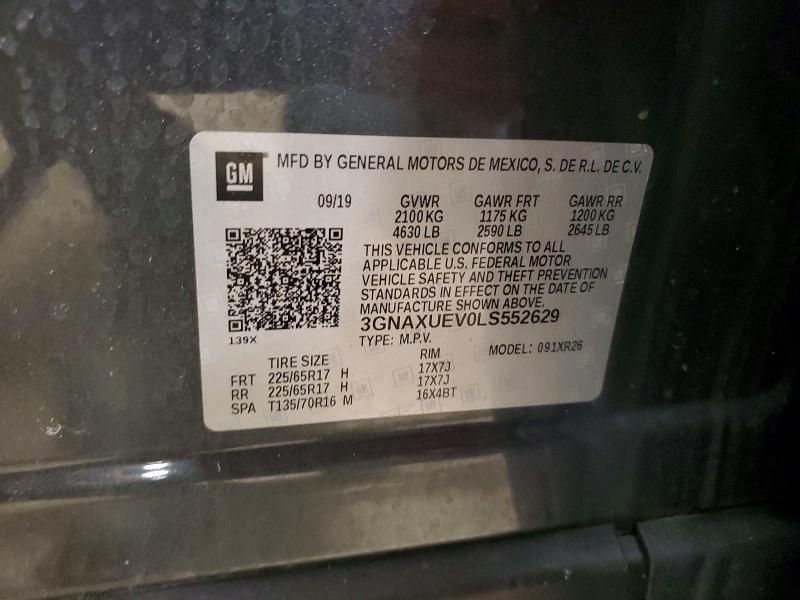 GM
MFD BY GENERAL MOTORS DE MEXICO, S. DE R.L. DE C.V.
09/19 GVWR GAWR FRT GAWR RR
2100 KG 1175 KG 1200 KG
4630 LB 2590 LB 2645 LB
THIS VEHICLE CONFORMS TO ALL
APPLICABLE U.S. FEDERAL MOTOR
VEHICLE SAFETY AND THEFT PREVENTION
STANDARDS IN EFFECT ON THE DATE OF
MANUFACTURE SHOWN ABOVE.
3GNAXUEV0LS552629
139X
TYPE: M.P.V. MODEL: 091XR26
TIRE SIZE RIM
FRT 225/65R17 H 17X7J
RR 225/65R17 H 17X7J
SPA T135/70R16 M 16X4BT